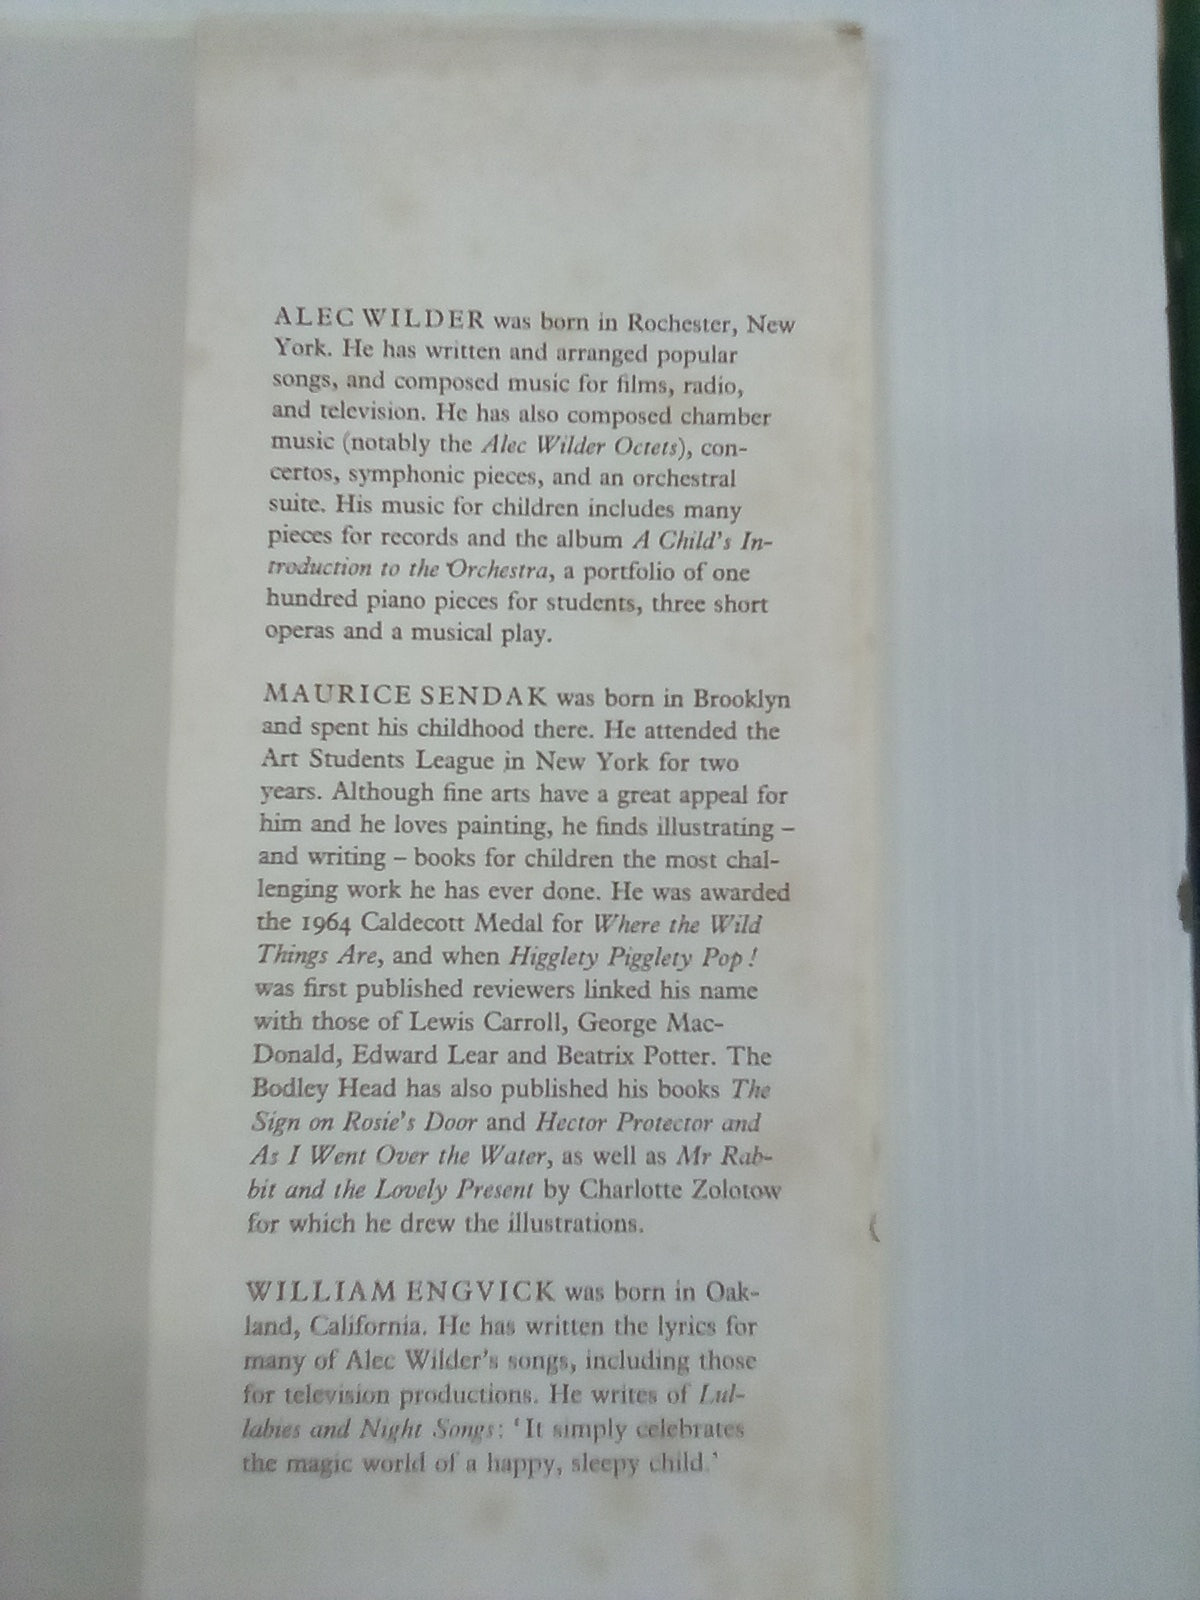 ALEC WILDER was born in Rochester, New
York. He has written and arranged popular
songs, and composed music for films, radio,
and television. He has also composed chamber
music (notably the Alec Wilder Octets), con-
certos, symphonic pieces, and an orchestral
suite. His music for children includes many
pieces for records and the album A Child's In-
troduction to the Orchestra, a portfolio of one
hundred piano pieces for students, three short
operas and a musical play.
MAURICE SENDAK was born in Brooklyn
and spent his childhood there. He attended the
Art Students League in New York for two
years. Although fine arts have a great appeal for
him and he loves painting, he finds illustrating –
and writing – books for children the most chal-
lenging work he has ever done. He was awarded
the 1964 Caldecott Medal for Where the Wild
Things Are, and when Higglety Pigglety Pop!
was first published reviewers linked his name
with those of Lewis Carroll, George Mac-
Donald, Edward Lear and Beatrix Potter. The
Bodley Head has also published his books The
Sign on Rosie's Door and Hector Protector and
As I Went Over the Water, as well as Mr Rab-
bit and the Lovely Present by Charlotte Zolotow
for which he drew the illustrations.
WILLIAM ENGVICK was born in Oak-
land, California. He has written the lyrics for
many of Alec Wilder's songs, including those
for television productions. He writes of Lul-
labies and Night Songs: 'It simply celebrates
the magic world of a happy, sleepy child.'